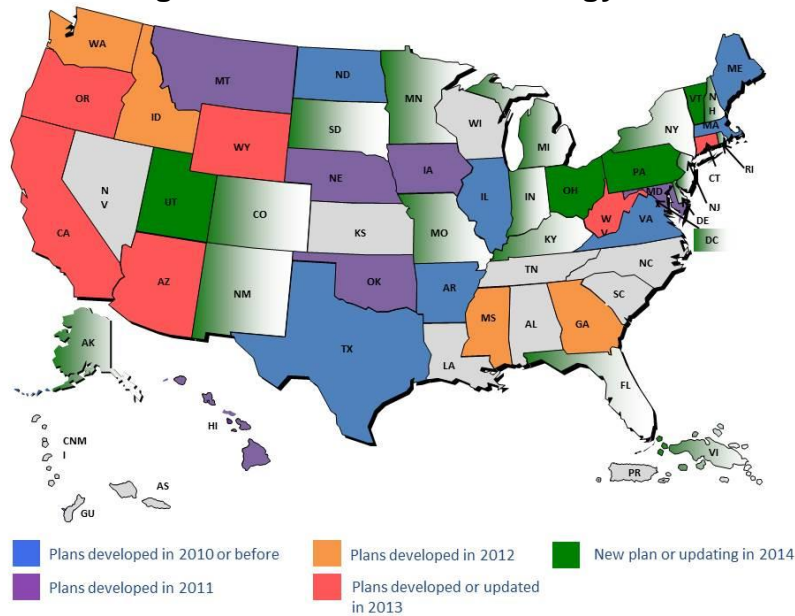 WA
MT
ND
MN
ME
OR
ID
SD
WI
MI
NY
VT
N
H
MA
WY
NE
IA
IL
IN
OH
PA
CT
RI
NJ
N
V
UT
CO
KS
MO
KY
W
V
VA
MD
DE
DC
CA
AZ
NM
OK
AR
TN
NC
SC
MS
AL
GA
TX
LA
FL
AK
HI
CNM
I
AS
GU
PR
VI
Plans developed in 2010 or before
Plans developed in 2012
New plan or updating in 2014
Plans developed in 2011
Plans developed or updated
in 2013